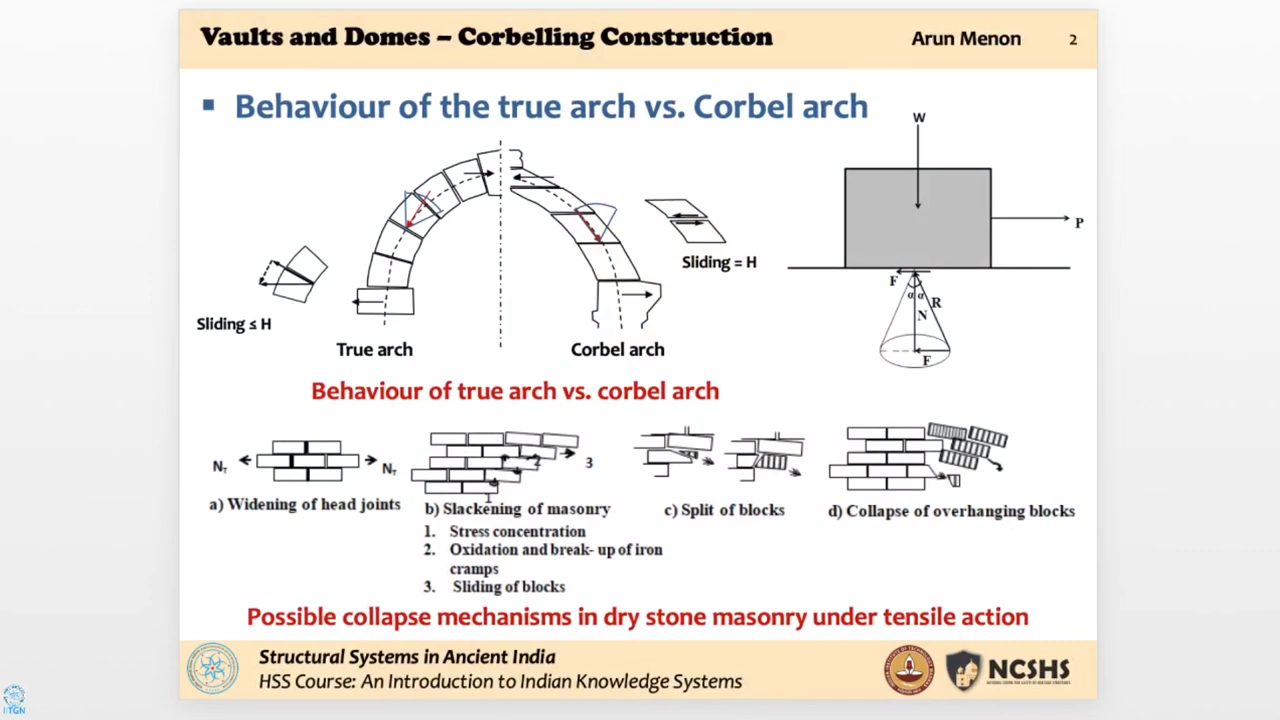 Vaults and Domes – Corbelling Construction
Arun Menon
2
▪ Behaviour of the true arch vs. Corbel arch
W
P
F
α α
R
N
F
Sliding = H
Sliding ≤ H
True arch
Corbel arch
Behaviour of true arch vs. corbel arch
NT
NT
2
3
1
a) Widening of head joints
b) Slackening of masonry
1. Stress concentration
2. Oxidation and break- up of iron
cramps
3. Sliding of blocks
c) Split of blocks
d) Collapse of overhanging blocks
Possible collapse mechanisms in dry stone masonry under tensile action
Structural Systems in Ancient India
HSS Course: An Introduction to Indian Knowledge Systems
NCSHS
IITGN